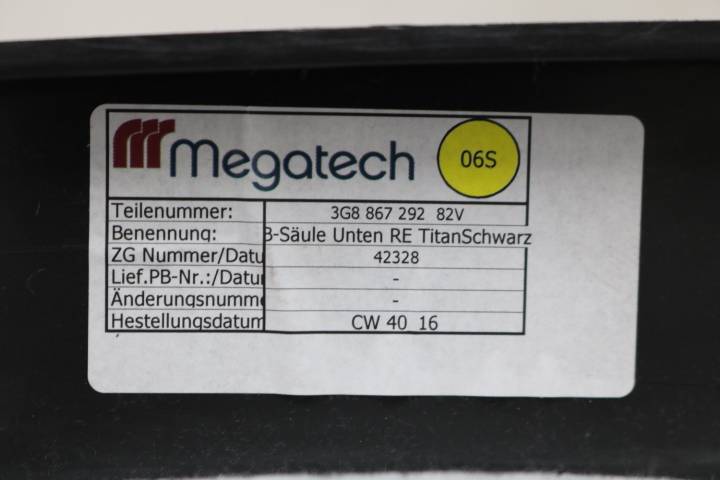 Megatech 06S
Teilenummer: 3G8 867 292 82V
Benennung: B-Säule Unten RE TitanSchwarz
ZG Nummer/Datu 42328
Lief.PB-Nr.:/Datu -
Änderungsnumme -
Hestellungsdatum CW 40 16